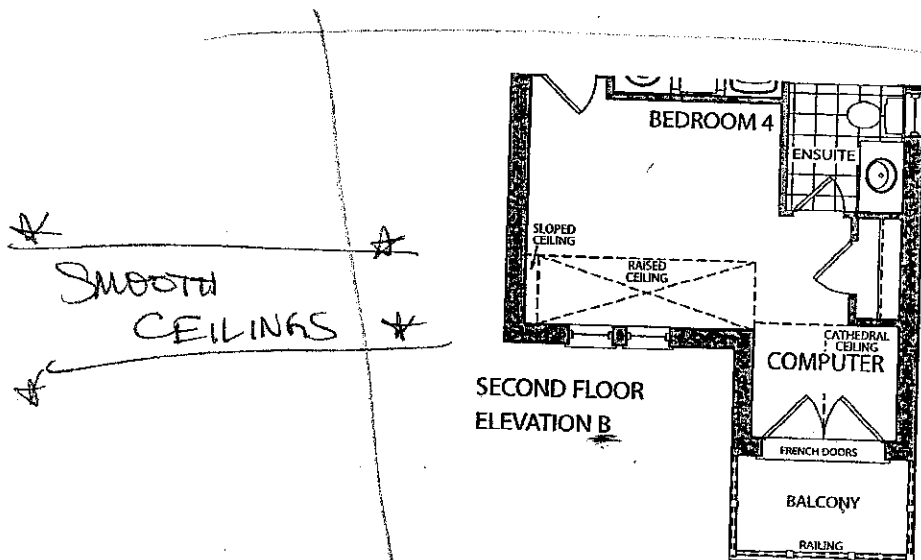 BEDROOM 4
ENSUITE
SLOPED
CEILING
RAISED
CEILING
SMOOTH
CEILINGS
CATHEDRAL
CEILING
COMPUTER
SECOND FLOOR
ELEVATION B
FRENCH DOORS
BALCONY
RAILING